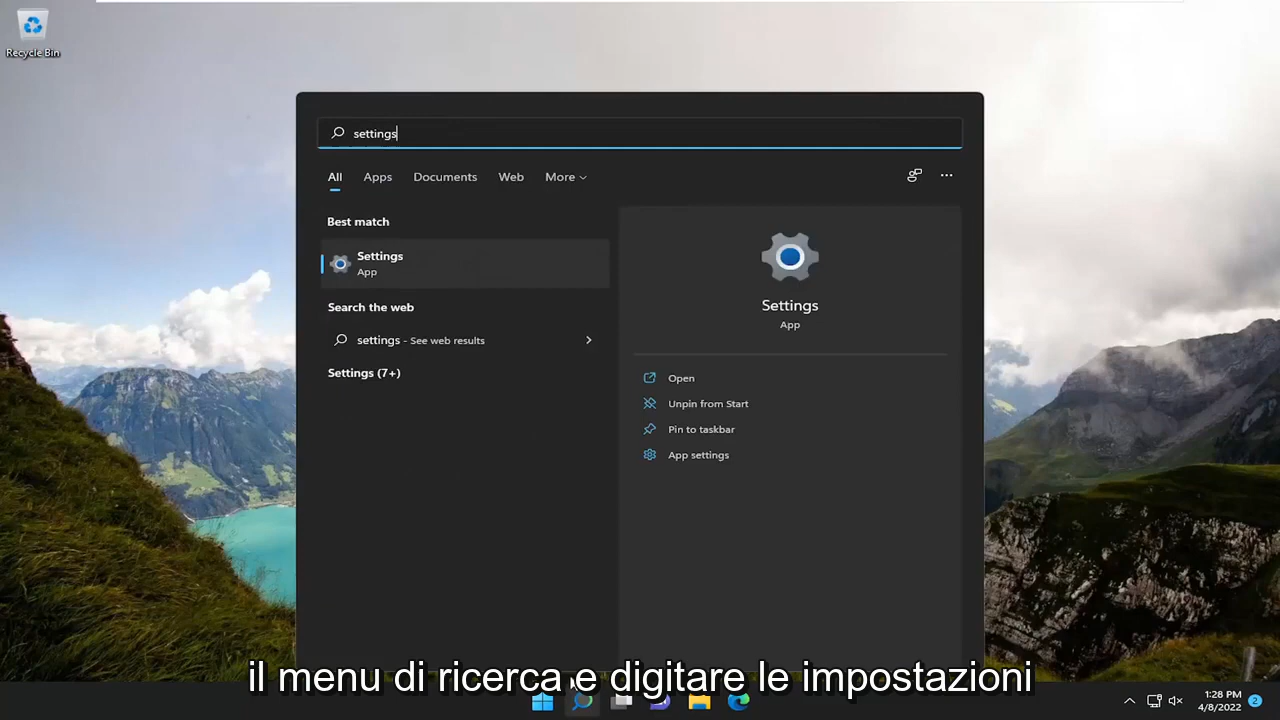 Recycle Bin
settings
All Apps Documents Web More
Best match
Settings
App
Search the web
settings - See web results
Settings (7+)
Settings
App
Open
Unpin from Start
Pin to taskbar
App settings
il menu di ricerca e digitare le impostazioni
1:28 PM
4/8/2022
2